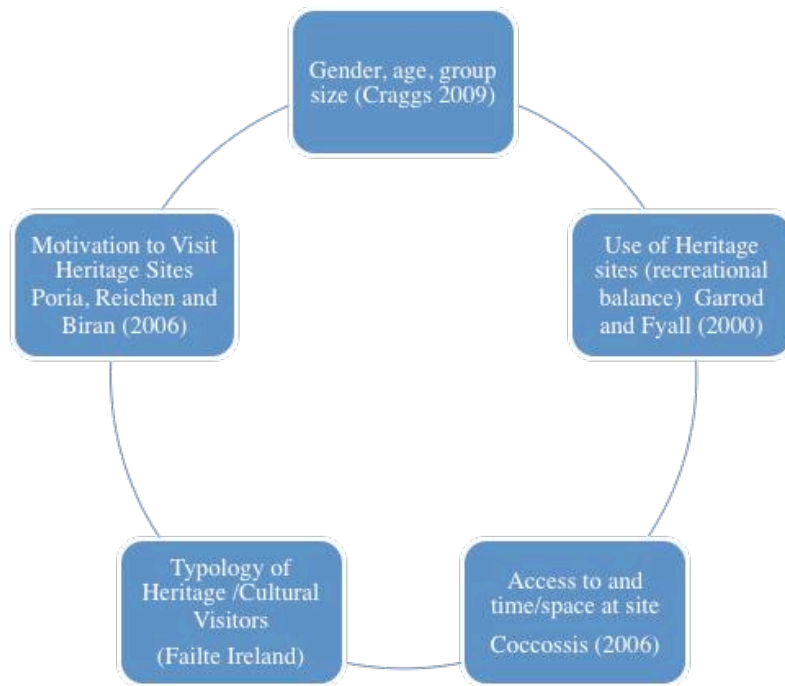 Gender, age, group
size (Craggs 2009)
Motivation to Visit
Heritage Sites
Poria, Reichen and
Biran (2006)
Use of Heritage
sites (recreational
balance) Garrod
and Fyall (2000)
Typology of
Heritage /Cultural
Visitors
(Failte Ireland)
Access to and
time/space at site
Coccossis (2006)